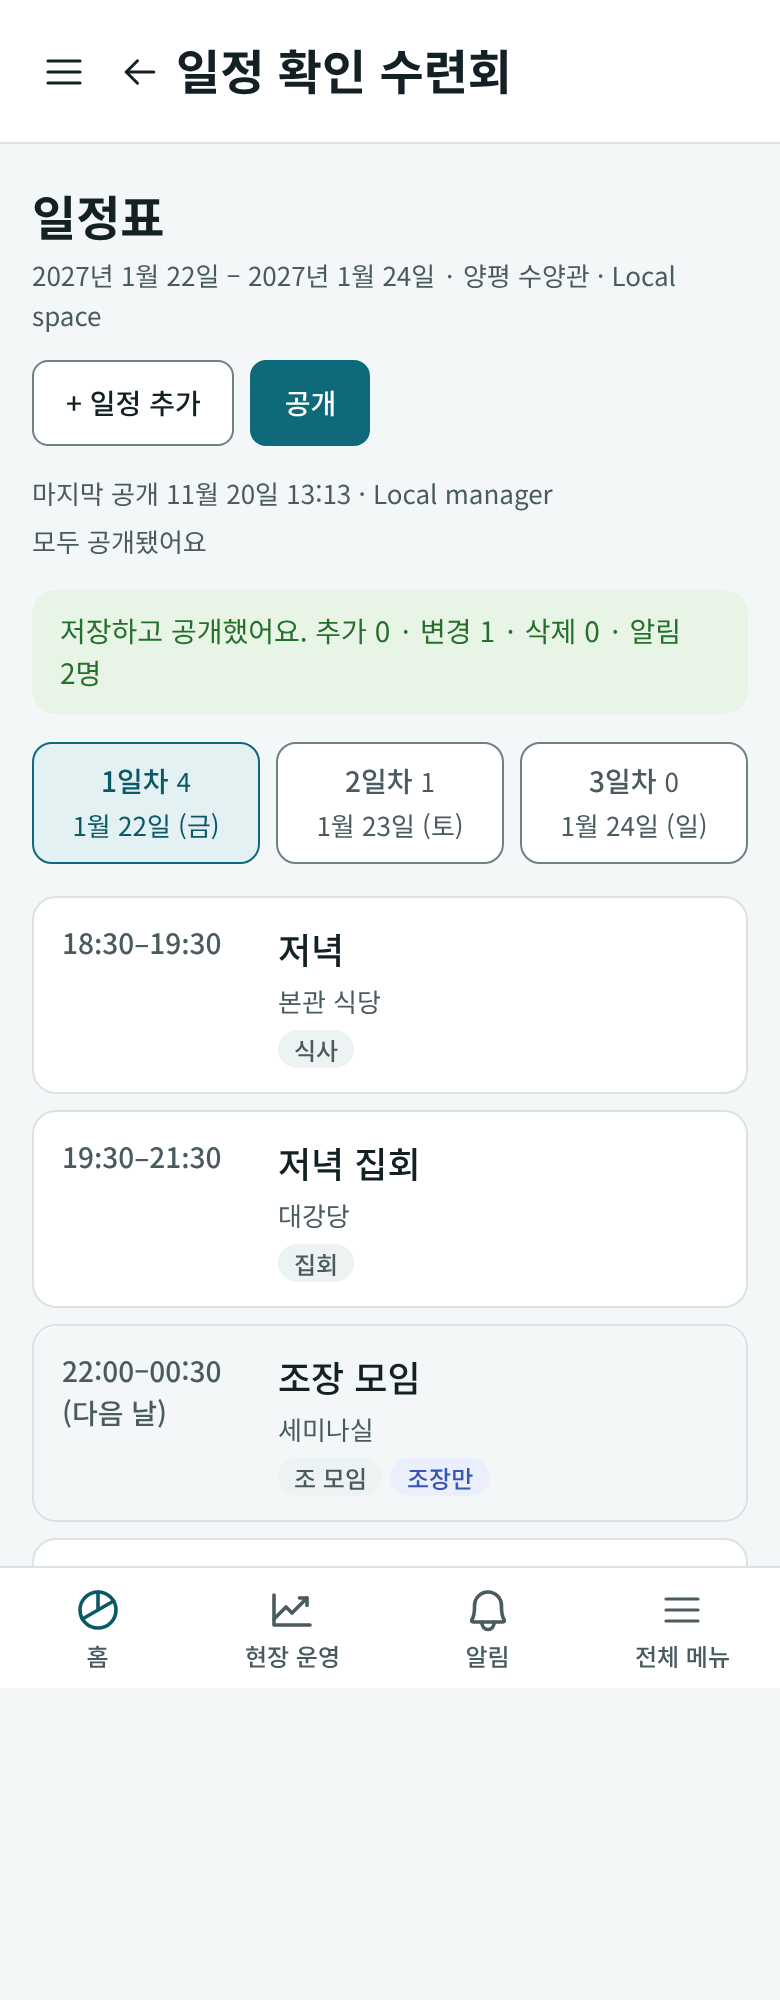 일정 확인 수련회
일정표
2027년 1월 22일 – 2027년 1월 24일 · 양평 수양관 · Local
space
+ 일정 추가
공개
마지막 공개 11월 20일 13:13 · Local manager
모두 공개됐어요
저장하고 공개했어요. 추가 0 · 변경 1 · 삭제 0 · 알림
2명
1일차 4
1월 22일 (금)
2일차 1
1월 23일 (토)
3일차 0
1월 24일 (일)
18:30–19:30
저녁
본관 식당
식사
19:30–21:30
저녁 집회
대강당
집회
22:00–00:30
(다음 날)
조장 모임
세미나실
조 모임
조장만
홈
현장 운영
알림
전체 메뉴